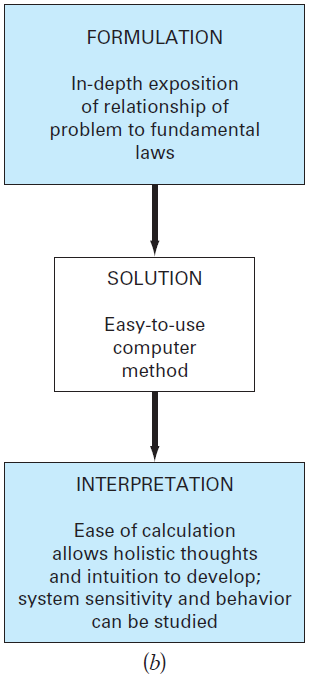 FORMULATION
In-depth exposition
of relationship of
problem to fundamental
laws
SOLUTION
Easy-to-use
computer
method
INTERPRETATION
Ease of calculation
allows holistic thoughts
and intuition to develop;
system sensitivity and behavior
can be studied
(b)